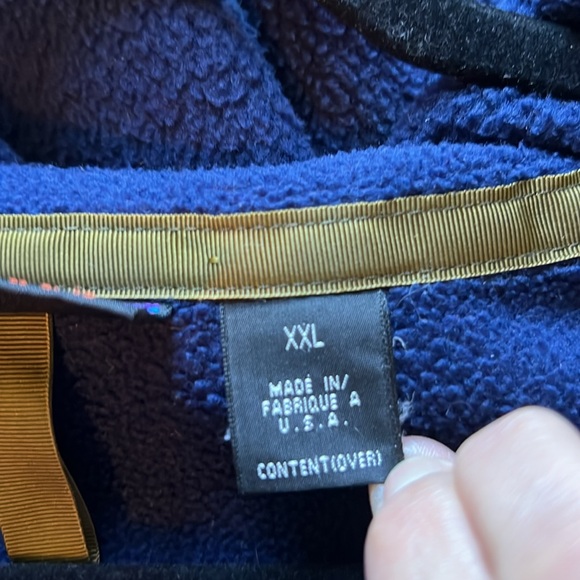 XXL
MADE IN/
FABRIQUE A
U.S.A.
CONTENT(OVER)